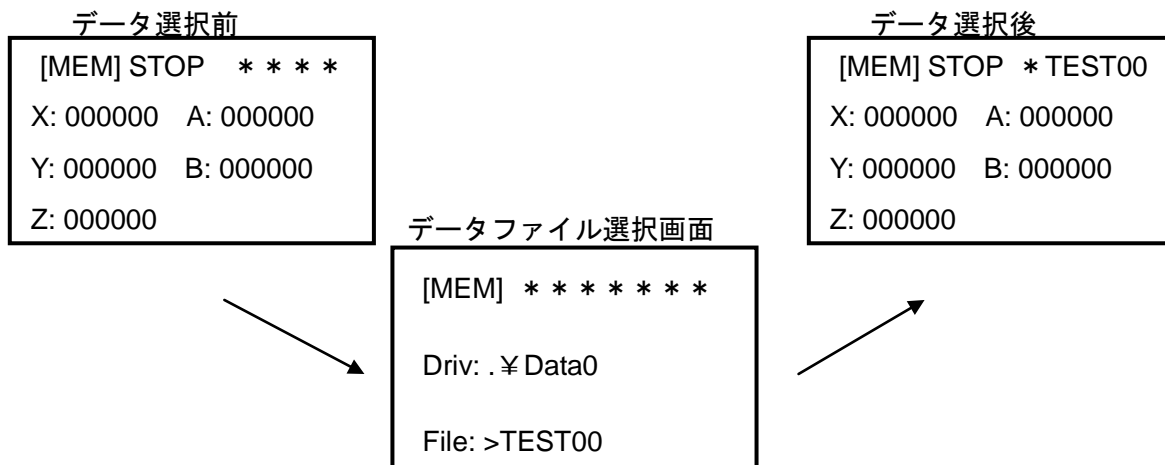 データ選択前
[MEM] STOP ＊＊＊＊
X: 000000 A: 000000
Y: 000000 B: 000000
Z: 000000
データファイル選択画面
[MEM] ＊＊＊＊＊＊＊
Driv: .￥Data0
File: >TEST00
データ選択後
[MEM] STOP ＊TEST00
X: 000000 A: 000000
Y: 000000 B: 000000
Z: 000000